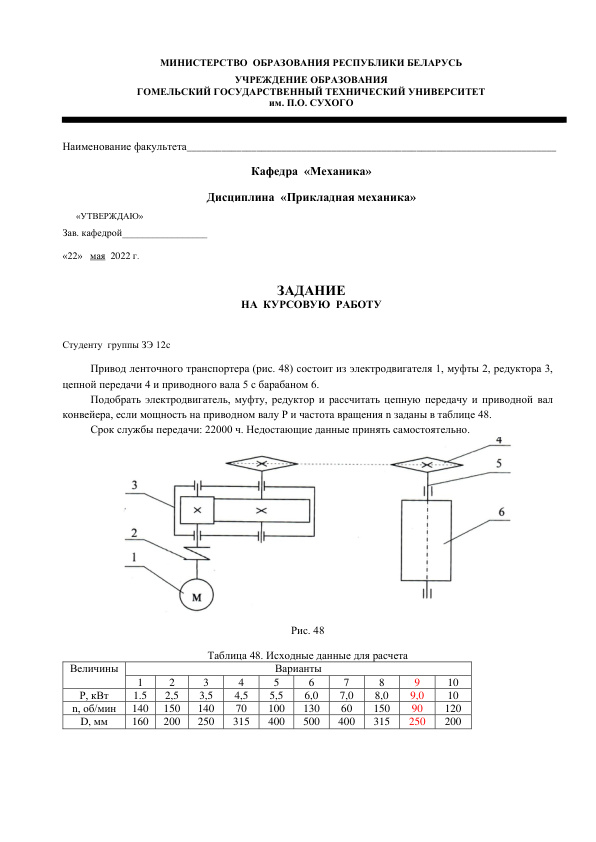 МИНИСТЕРСТВО ОБРАЗОВАНИЯ РЕСПУБЛИКИ БЕЛАРУСЬ
УЧРЕЖДЕНИЕ ОБРАЗОВАНИЯ
ГОМЕЛЬСКИЙ ГОСУДАРСТВЕННЫЙ ТЕХНИЧЕСКИЙ УНИВЕРСИТЕТ
им. П.О. СУХОГО
Наименование факультета____________________
Кафедра «Механика»
Дисциплина «Прикладная механика»
«УТВЕРЖДАЮ»
Зав. кафедрой_________________
«22» мая 2022 г.
ЗАДАНИЕ
НА КУРСОВУЮ РАБОТУ
Студенту группы ЗЭ 12с
Привод ленточного транспортера (рис. 48) состоит из электродвигателя 1, муфты 2, редуктора 3,
цепной передачи 4 и приводного вала 5 с барабаном 6.
Подобрать электродвигатель, муфту, редуктор и рассчитать цепную передачу и приводной вал
конвейера, если мощность на приводном валу P и частота вращения n заданы в таблице 48.
Срок службы передачи: 22000 ч. Недостающие данные принять самостоятельно.
4
5
3
6
2
1
М
Рис. 48
Таблица 48. Исходные данные для расчета
Величины Варианты
1 2 3 4 5 6 7 8 9 10
P, кВт 1.5 2,5 3,5 4,5 5,5 6,0 7,0 8,0 9,0 10
n, об/мин 140 150 140 70 100 130 60 150 90 120
D, мм 160 200 250 315 400 500 400 315 250 200